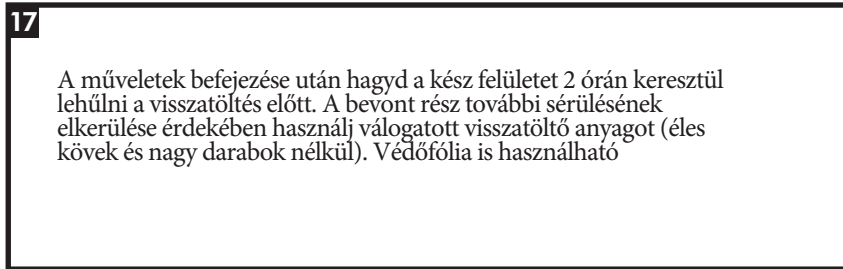 17
A műveletek befejezése után hagyd a kész felületet 2 órán keresztül
lehűlni a visszatöltés előtt. A bevont rész további sérülésének
elkerülése érdekében használj válogatott visszatöltő anyagot (éles
kövek és nagy darabok nélkül). Védőfólia is használható